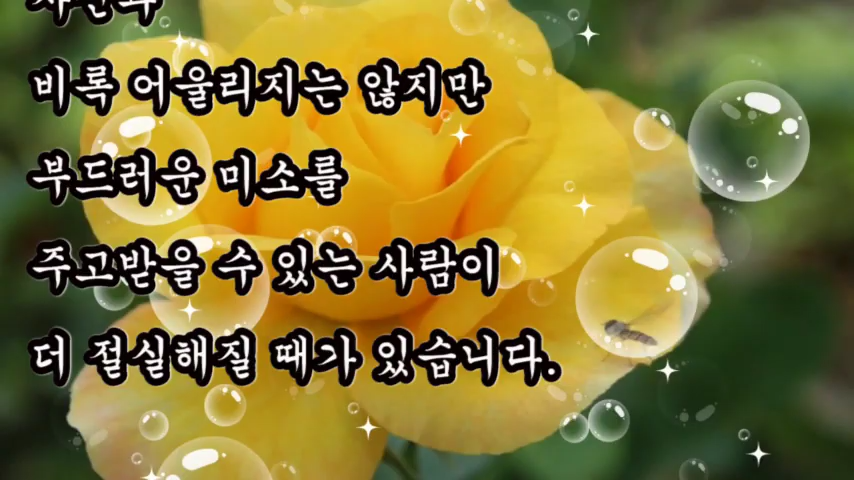 비록 어울리지는 않지만
부드러운 미소를
주고받을 수 있는 사람이
더 절실해질 때가 있습니다.